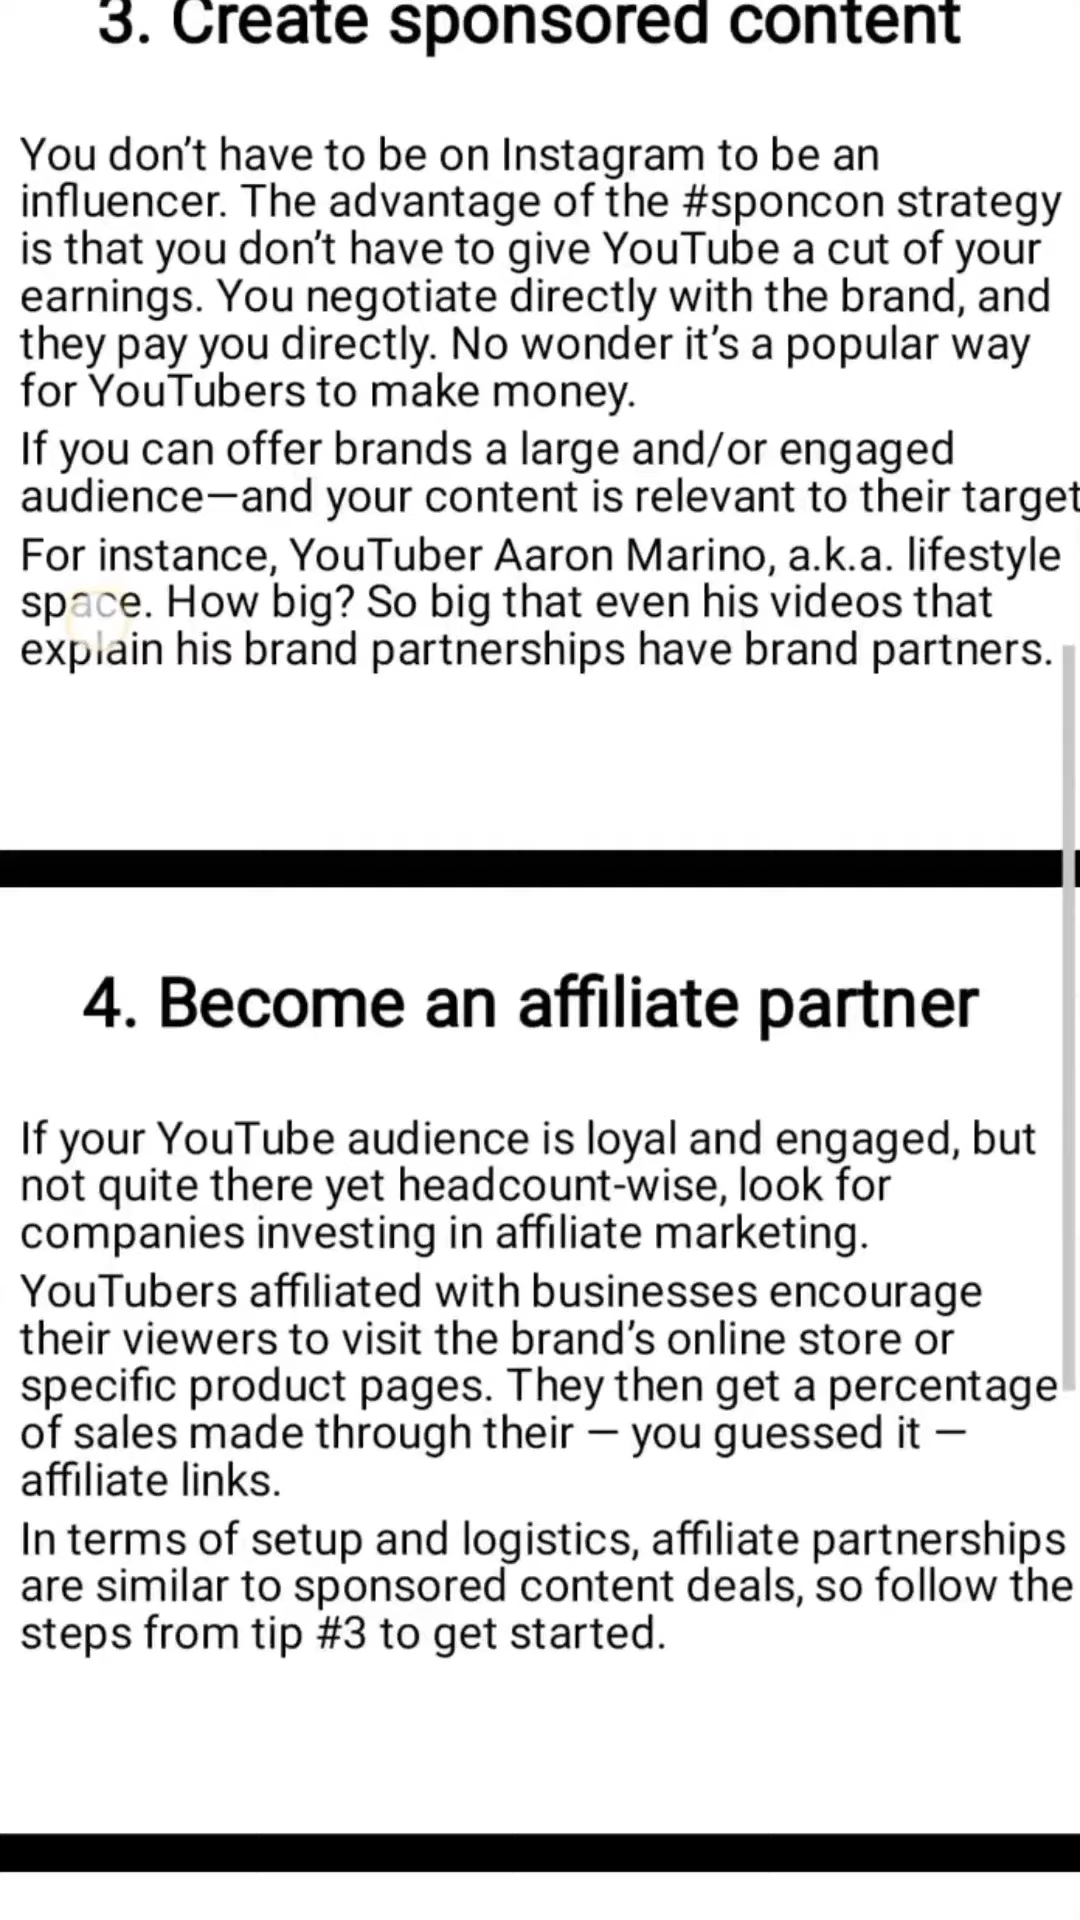 3. Create sponsored content
You don't have to be on Instagram to be an
influencer. The advantage of the #sponcon strategy
is that you don't have to give YouTube a cut of your
earnings. You negotiate directly with the brand, and
they pay you directly. No wonder it's a popular way
for YouTubers to make money.
If you can offer brands a large and/or engaged
audience—and your content is relevant to their target
For instance, YouTuber Aaron Marino, a.k.a. lifestyle
space. How big? So big that even his videos that
explain his brand partnerships have brand partners.
4. Become an affiliate partner
If your YouTube audience is loyal and engaged, but
not quite there yet headcount-wise, look for
companies investing in affiliate marketing.
YouTubers affiliated with businesses encourage
their viewers to visit the brand's online store or
specific product pages. They then get a percentage
of sales made through their – you guessed it –
affiliate links.
In terms of setup and logistics, affiliate partnerships
are similar to sponsored content deals, so follow the
steps from tip #3 to get started.